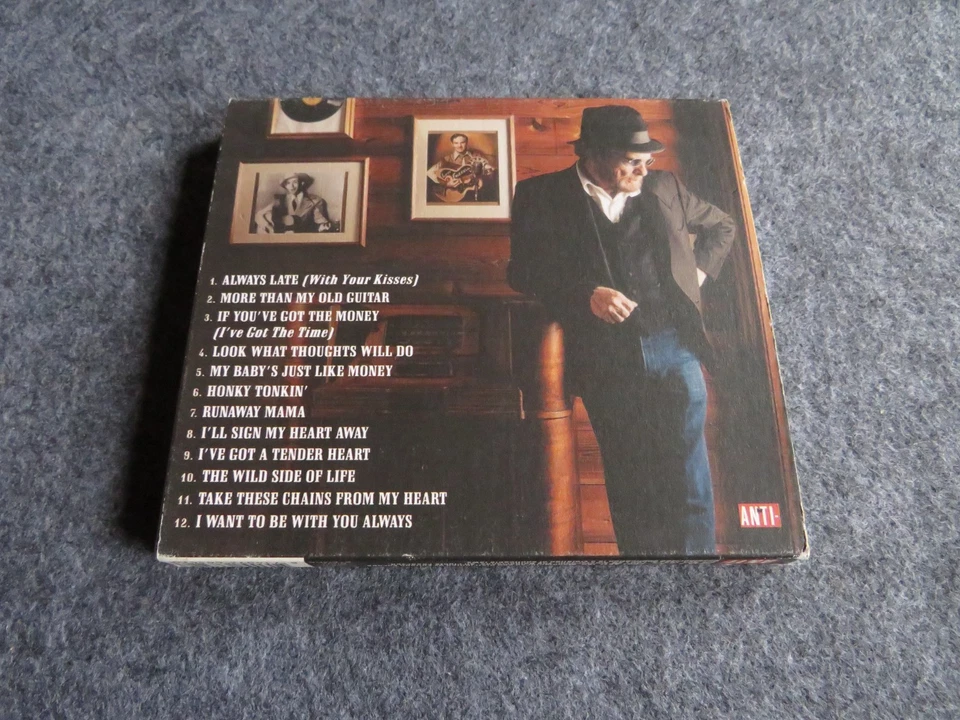 1. ALWAYS LATE (With Your Kisses)
2. MORE THAN MY OLD GUITAR
3. IF YOU'VE GOT THE MONEY
(I've Got The Time)
4. LOOK WHAT THOUGHTS WILL DO
5. MY BABY'S JUST LIKE MONEY
6. HONKY TONKIN'
7. RUNAWAY MAMA
8. I'LL SIGN MY HEART AWAY
9. I'VE GOT A TENDER HEART
10. THE WILD SIDE OF LIFE
11. TAKE THESE CHAINS FROM MY HEART
12. I WANT TO BE WITH YOU ALWAYS
ANTI-